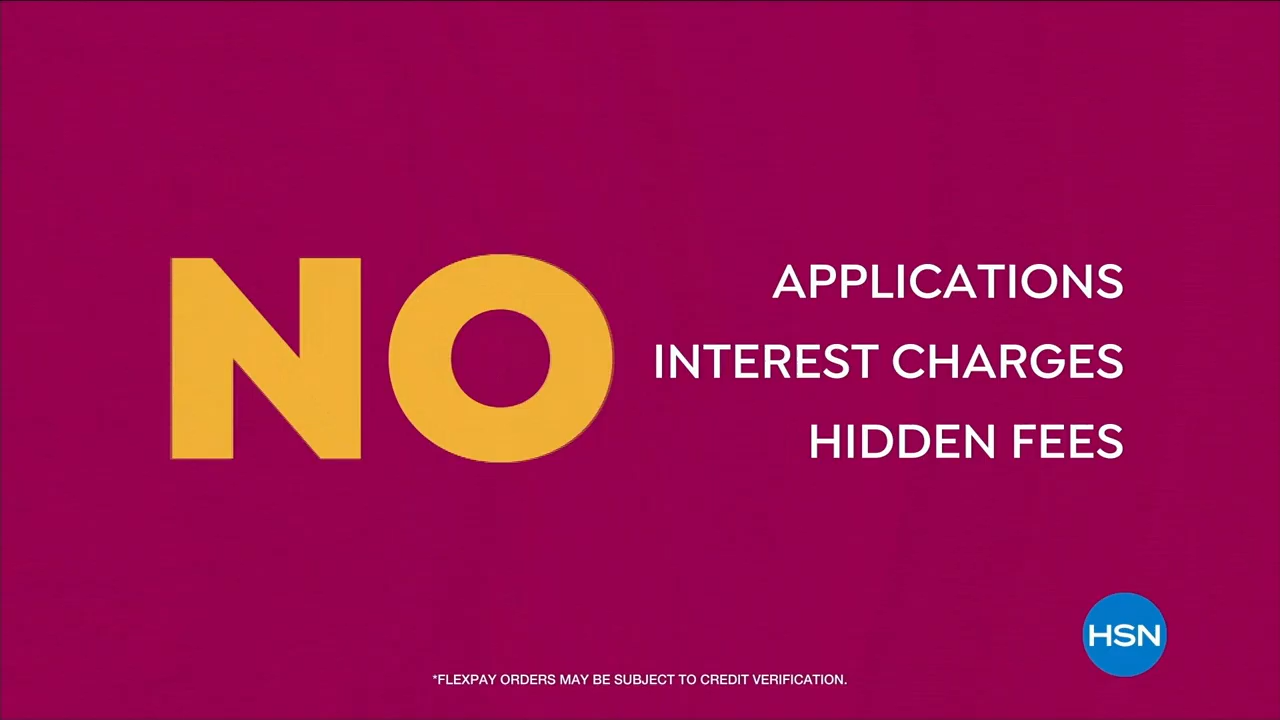 NO
APPLICATIONS
INTEREST CHARGES
HIDDEN FEES
HSN
*FLEXPAY ORDERS MAY BE SUBJECT TO CREDIT VERIFICATION.